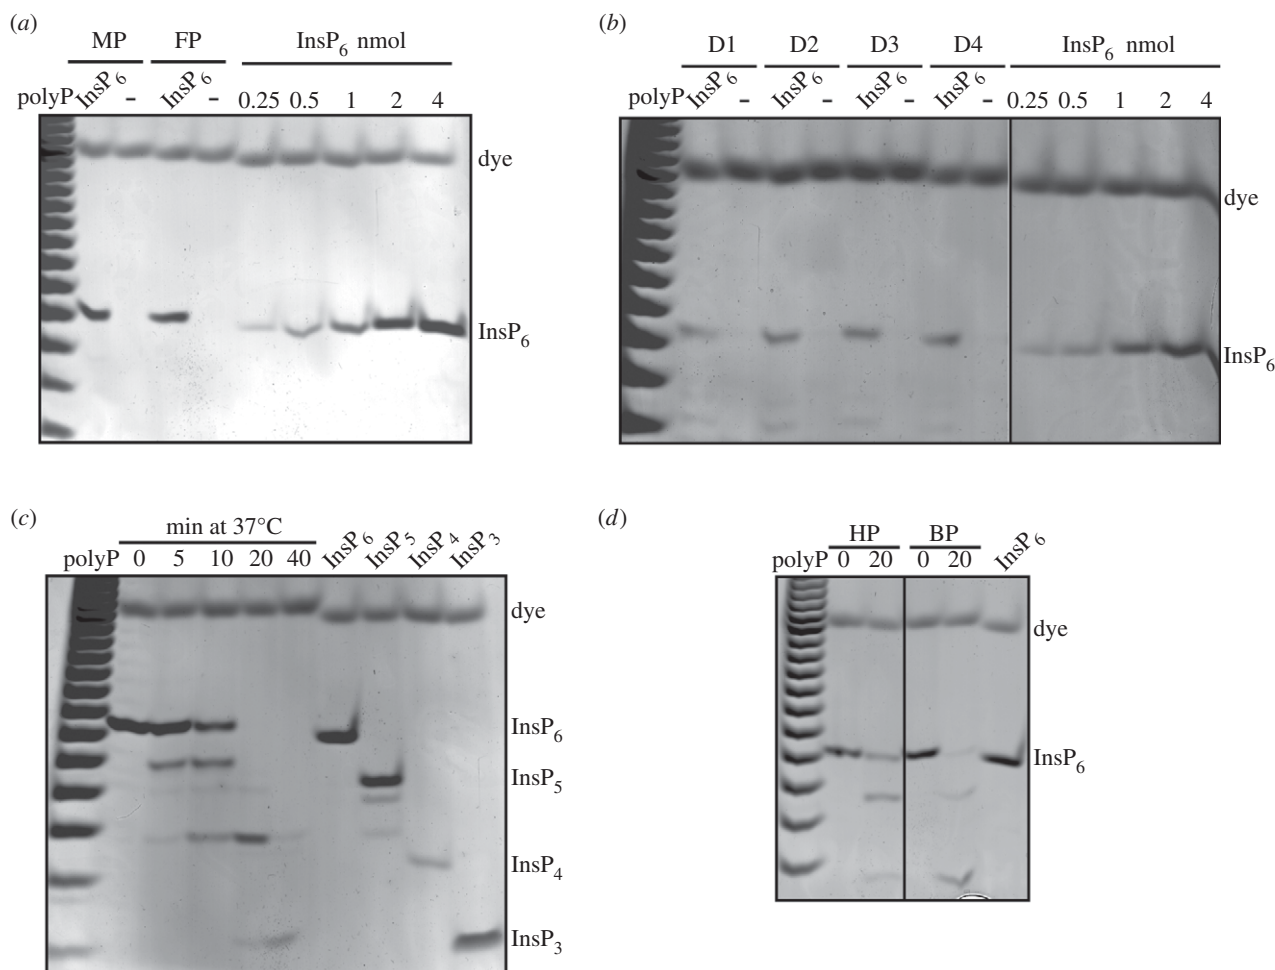 (a)
MP FP InsP6 nmol
polyP InsP6 - InsP6 - 0.25 0.5 1 2 4
dye
InsP6
(b)
D1 D2 D3 D4 InsP6 nmol
polyP InsP6 - InsP6 - InsP6 - InsP6 - 0.25 0.5 1 2 4
dye
InsP6
(c)
min at 37°C
polyP 0 5 10 20 40 InsP6 InsP5 InsP4 InsP3
dye
InsP6
InsP5
InsP4
InsP3
(d)
HP BP
polyP 0 20 0 20 InsP6
dye
InsP6